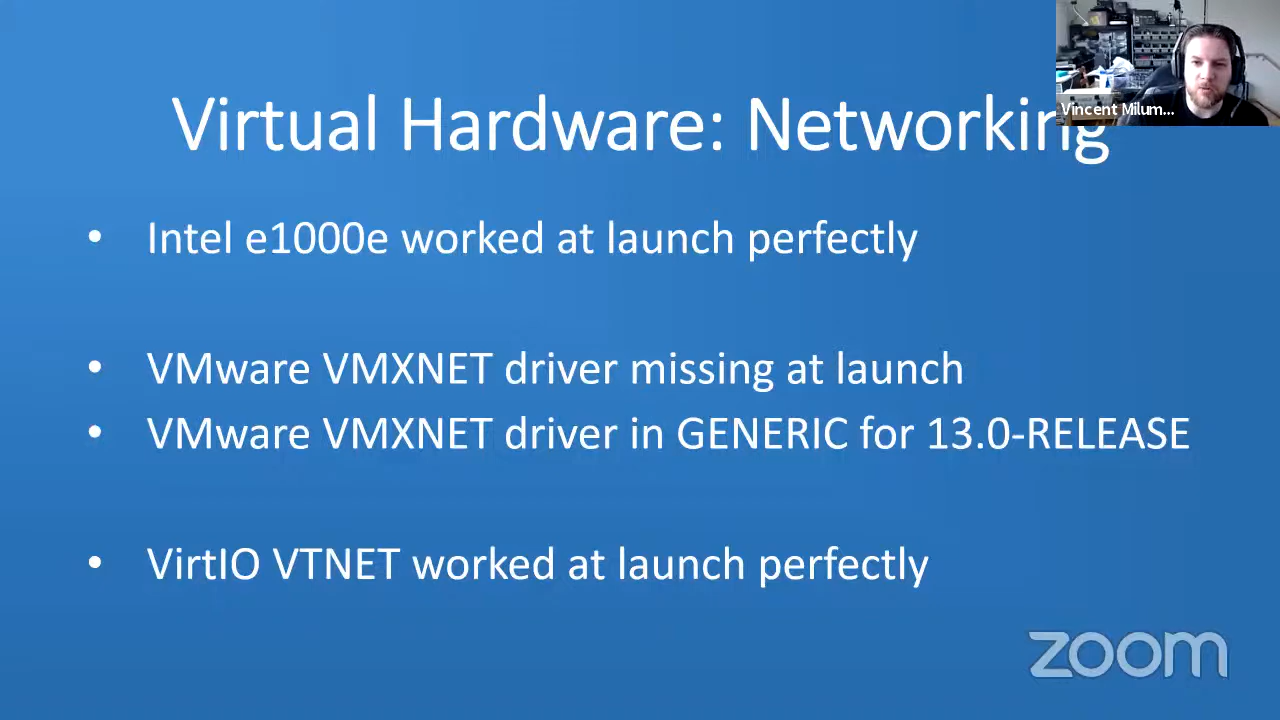 Vincent Milum...
Virtual Hardware: Networking
• Intel e1000e worked at launch perfectly
• VMware VMXNET driver missing at launch
• VMware VMXNET driver in GENERIC for 13.0-RELEASE
• VirtIO VTNET worked at launch perfectly
zoom